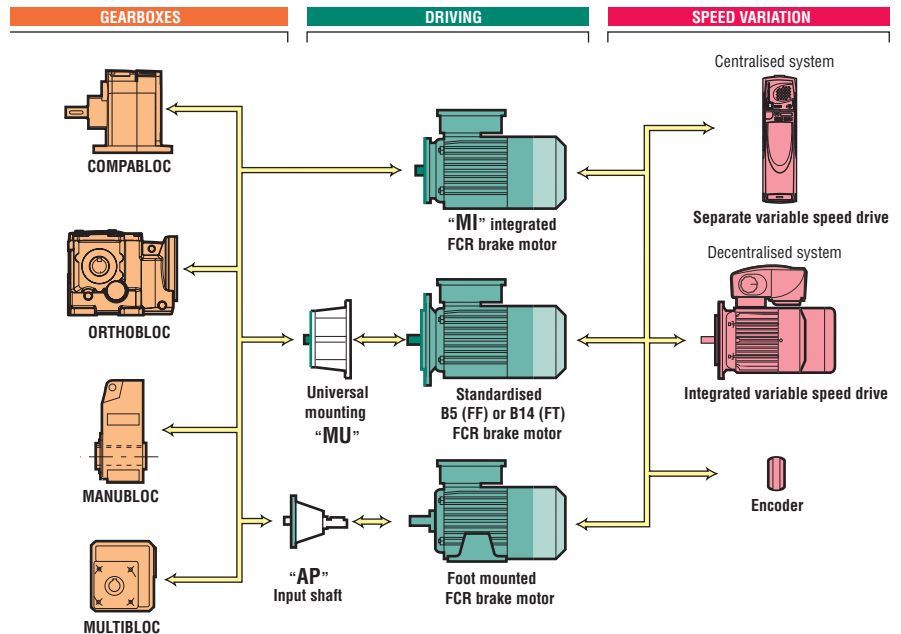 GEARBOXES
DRIVING
SPEED VARIATION
COMPABLOC
ORTHOBLOC
MANUBLOC
MULTIBLOC
“MI” integrated
FCR brake motor
Universal
mounting
“MU”
Standardised
B5 (FF) or B14 (FT)
FCR brake motor
“AP”
Input shaft
Foot mounted
FCR brake motor
Centralised system
Separate variable speed drive
Decentralised system
Integrated variable speed drive
Encoder